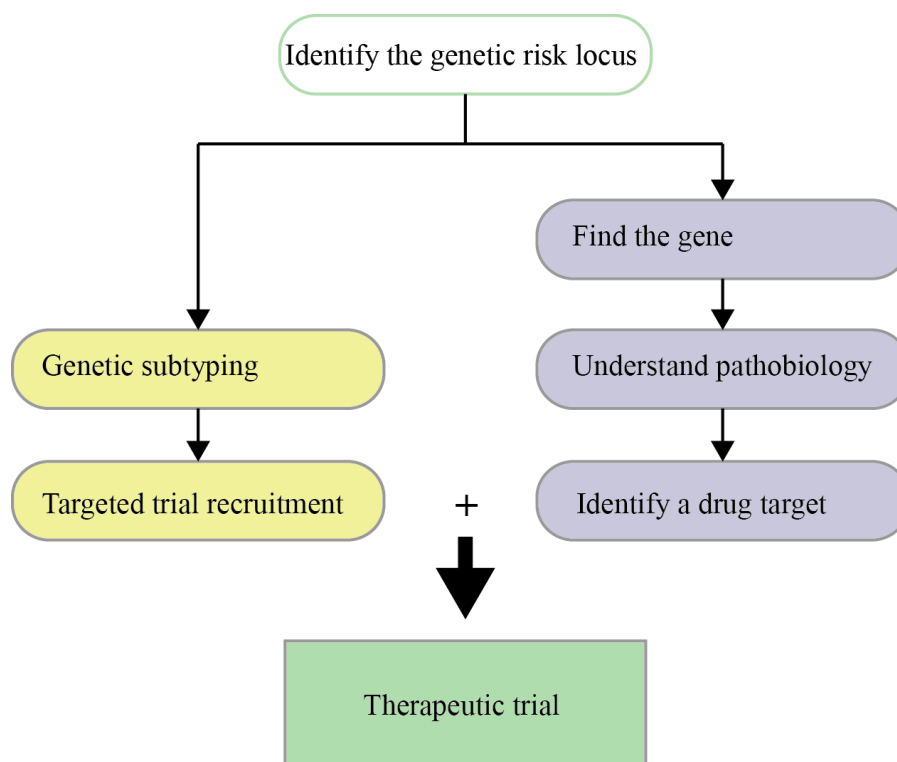 Identify the genetic risk locus
Find the gene
Genetic subtyping
Understand pathobiology
Targeted trial recruitment
+
Identify a drug target
Therapeutic trial